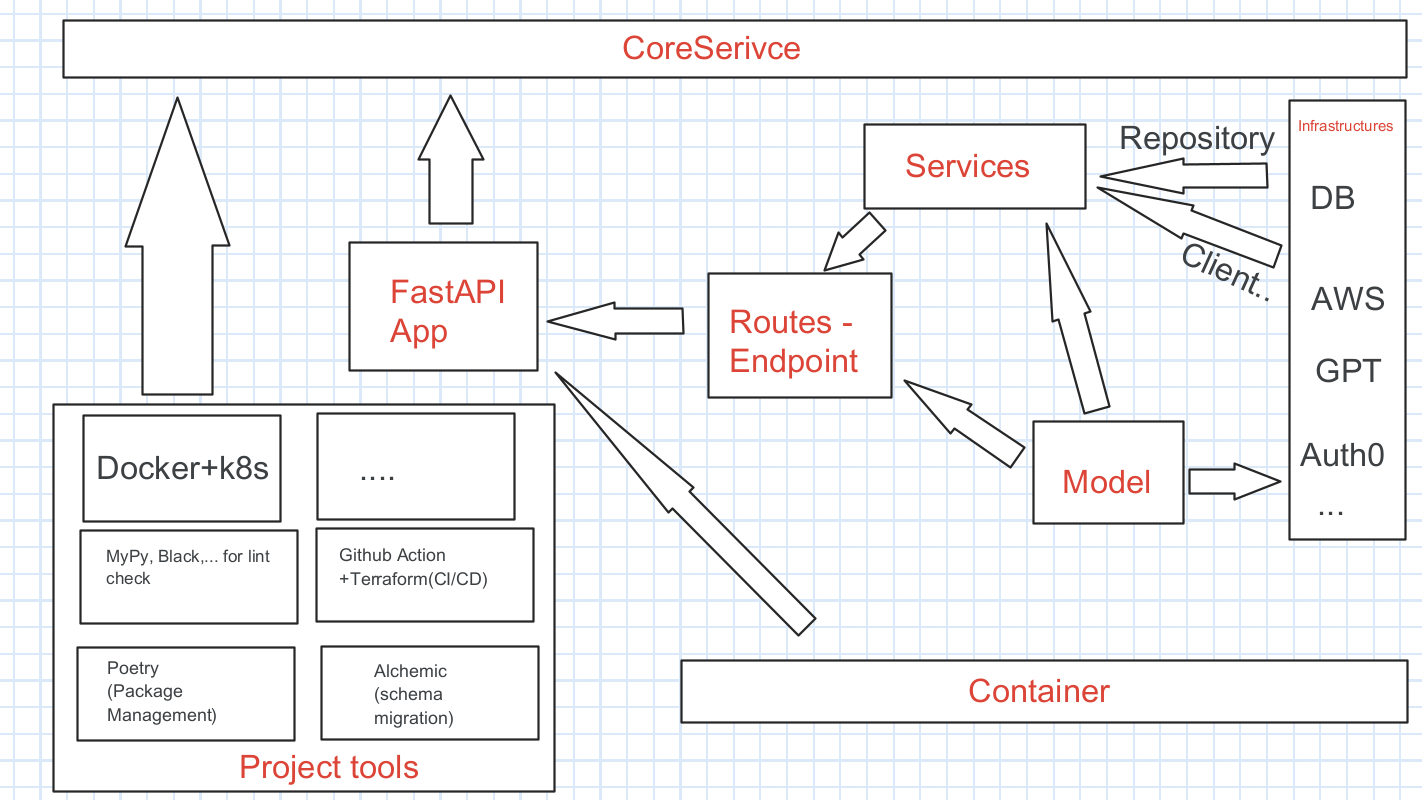 CoreSerivce
Infrastructures
Repository
Services
DB
Client..
FastAPI
App
AWS
Routes -
Endpoint
GPT
Auth0
...
Model
Docker+k8s
....
MyPy, Black,... for lint
check
Github Action
+Terraform(CI/CD)
Poetry
(Package
Management)
Alchemic
(schema
migration)
Project tools
Container